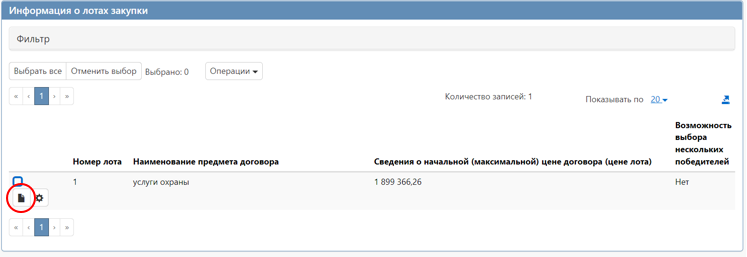 Информация о лотах закупки
Фильтр
Выбрать все Отменить выбор Выбрано: 0 Операции
« ‹ 1 › » Количество записей: 1 Показывать по 20
Номер лота Наименование предмета договора Сведения о начальной (максимальной) цене договора (цене лота) Возможность
выбора
нескольких
победителей
1 услуги охраны 1 899 366,26 Нет
« ‹ 1 › »